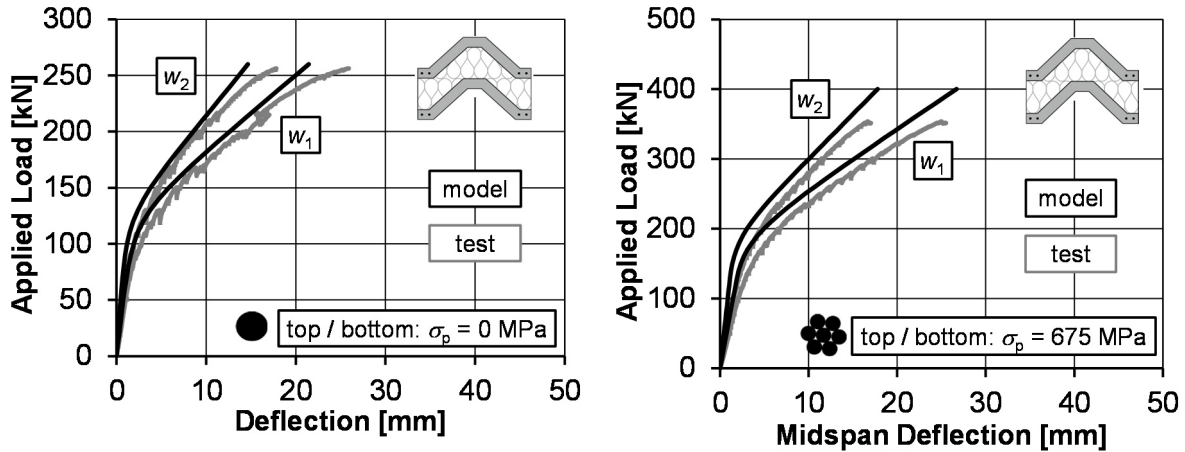 Applied Load [kN]
300
250
200
150
100
50
0
w2
w1
model
test
top / bottom: σp = 0 MPa
0 10 20 30 40 50
Deflection [mm]
Applied Load [kN]
500
400
300
200
100
0
w2
w1
model
test
top / bottom: σp = 675 MPa
0 10 20 30 40 50
Midspan Deflection [mm]